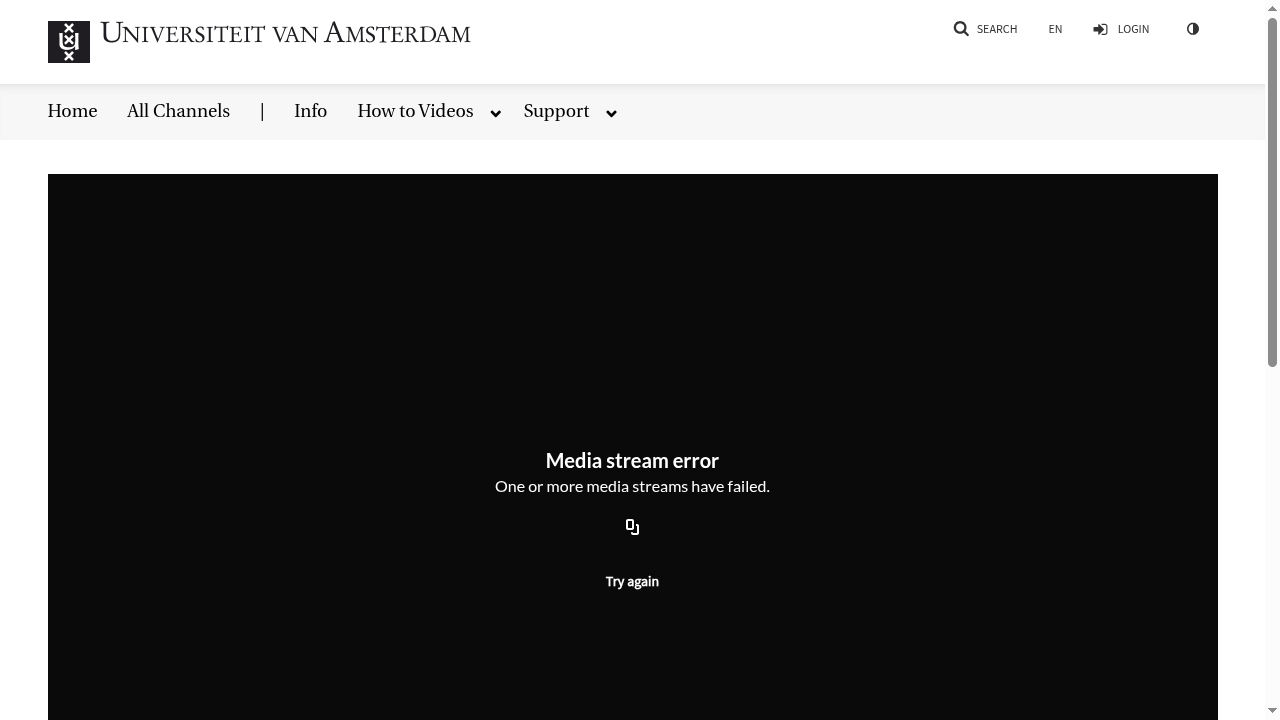 UNIVERSITEIT VAN AMSTERDAM
SEARCH
EN
LOGIN
Home
All Channels
|
Info
How to Videos
Support
Media stream error
One or more media streams have failed.
Try again